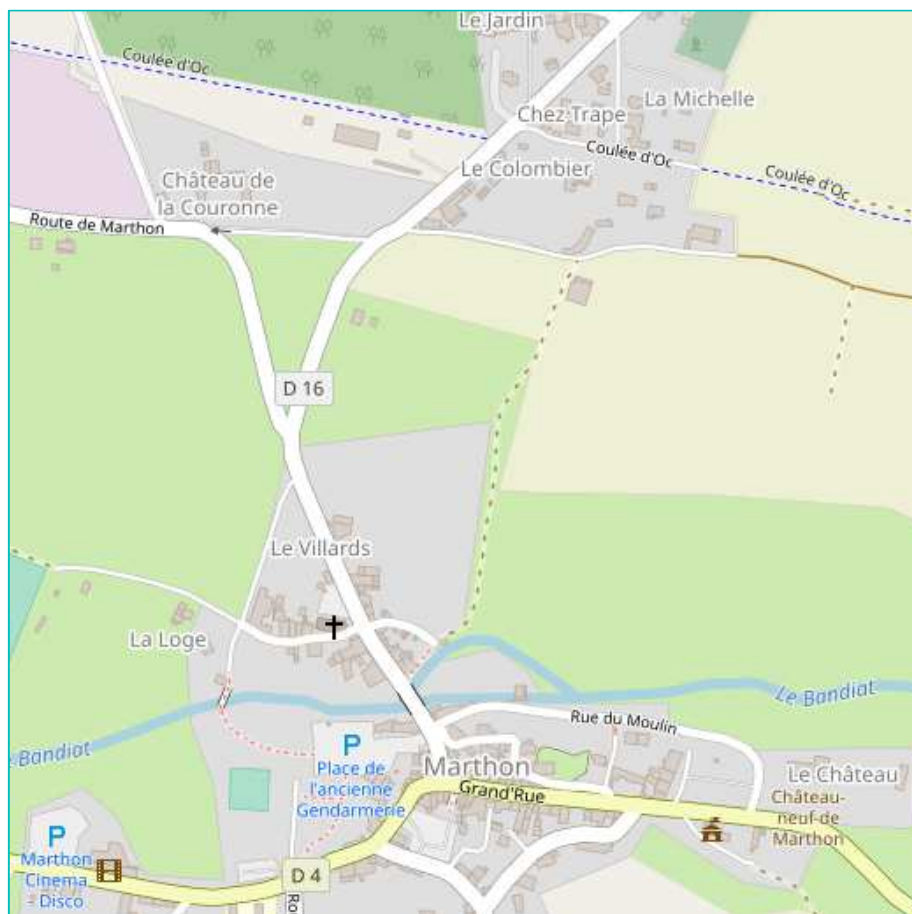 Le Jardin
Coulée d'Oc
La Michelle
Chez Trape
Coulée d'Oc
Le Colombier
Coulée d'Oc
Château de
la Couronne
Route de Marthon
D 16
Le Villards
La Loge
Le Bandiat
Rue du Moulin
Le Bandiat
P
Place de
l'ancienne
Gendarmerie
Marthon
Grand'Rue
Le Château
Château-
neuf-de
Marthon
P
Marthon
Cinema
- Disco
D 4
Ro